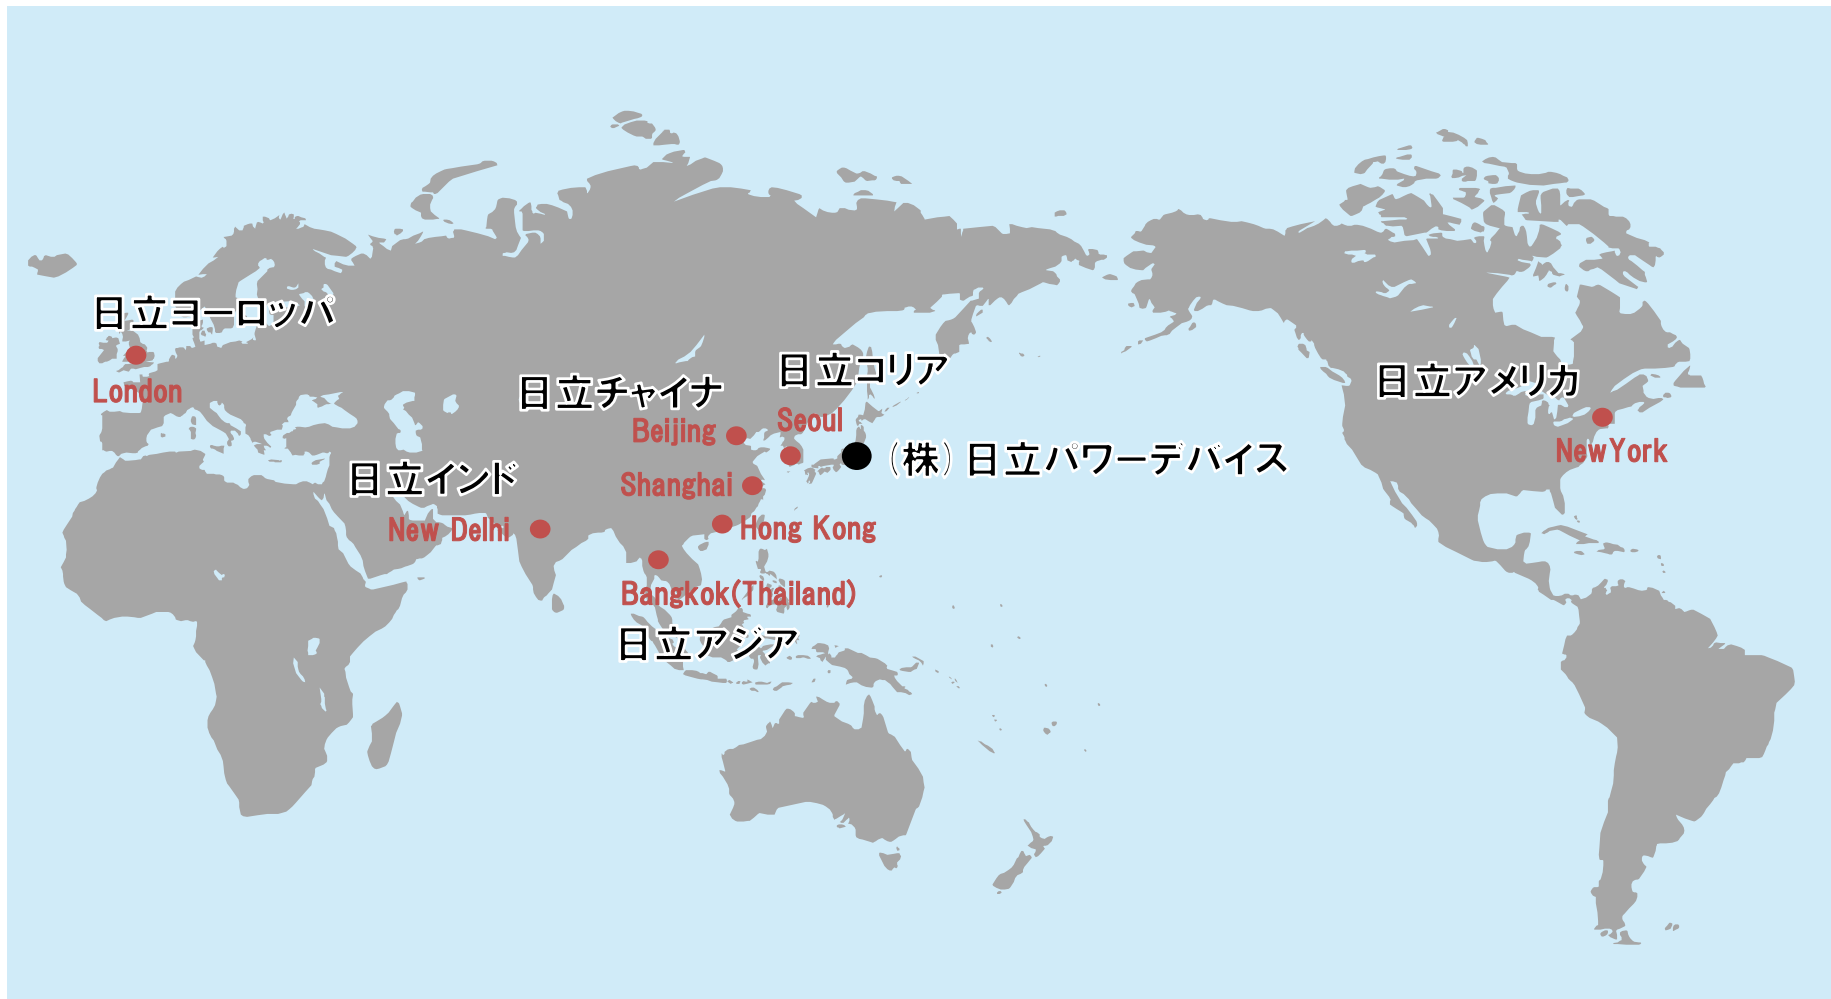 日立ヨーロッパ
London
日立コリア
Seoul
日立チャイナ
Beijing
日立アメリカ
NewYork
(株)日立パワーデバイス
日立インド
New Delhi
Shanghai
Hong Kong
Bangkok(Thailand)
日立アジア